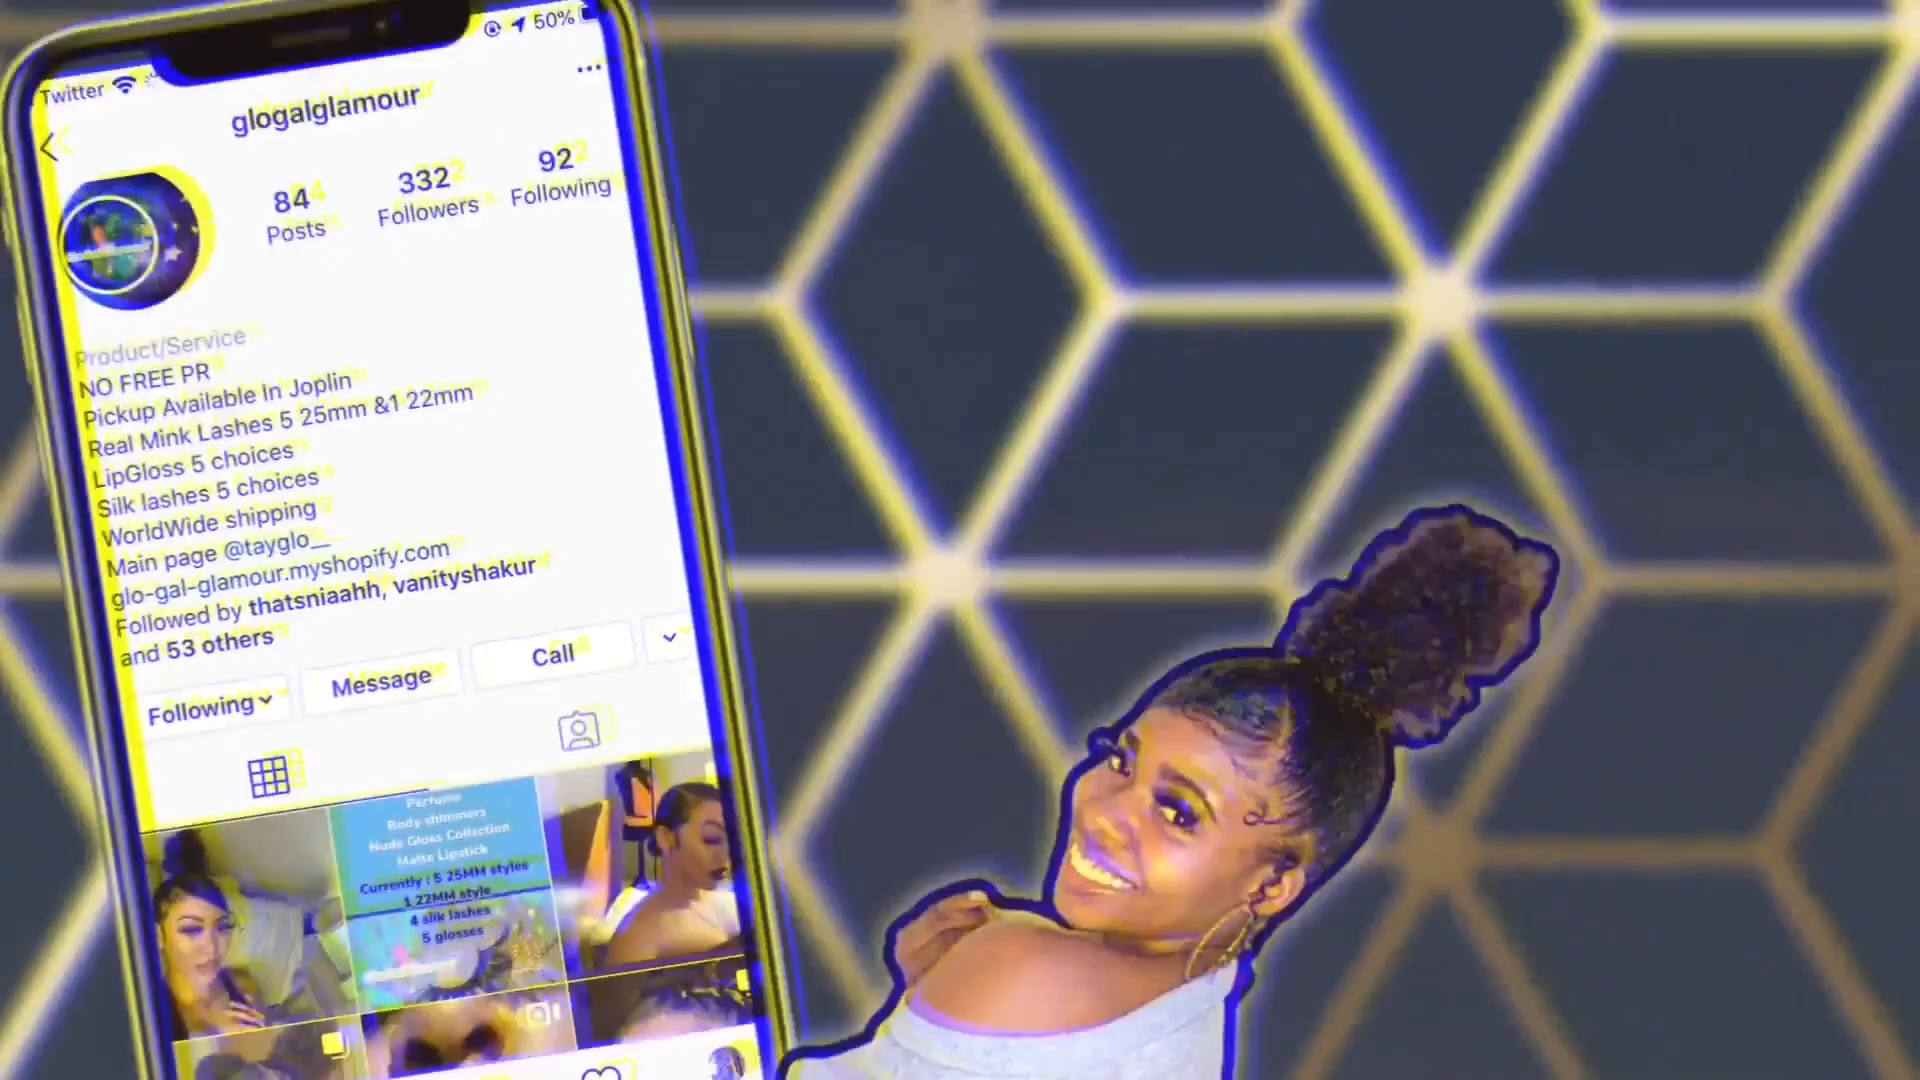 50%
Twitter
glogalglamour
84 332 92
Posts Followers Following
Product/Service
NO FREE PR
Pickup Available In Joplin
Real Mink Lashes 5 25mm &1 22mm
LipGloss 5 choices
Silk lashes 5 choices
WorldWide shipping
Main page @tayglo__
glo-gal-glamour.myshopify.com
Followed by thatsniaahh, vanityshakur
and 53 others
Following Message Call
Perfume
Body shimmers
Nude Gloss Collection
Matte Lipstick
Currently : 5 25MM styles
1 22MM style
4 silk lashes
5 glosses